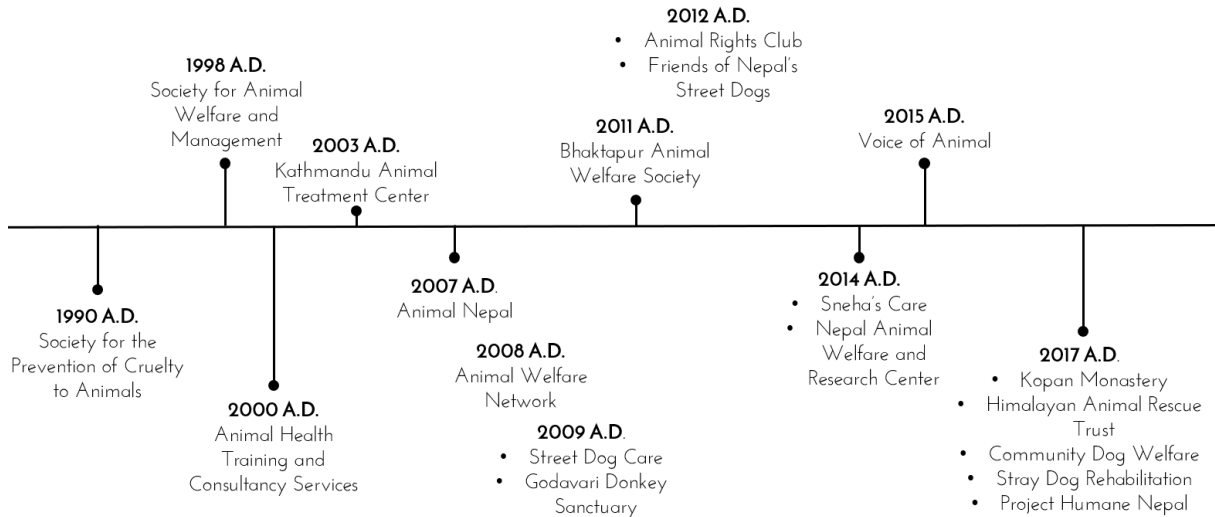 1990 A.D.
Society for the
Prevention of Cruelty
to Animals
1998 A.D.
Society for Animal
Welfare and
Management
2000 A.D.
Animal Health
Training and
Consultancy Services
2003 A.D.
Kathmandu Animal
Treatment Center
2007 A.D.
Animal Nepal
2008 A.D.
Animal Welfare
Network
2009 A.D.
• Street Dog Care
• Godavari Donkey
Sanctuary
2011 A.D.
Bhaktapur Animal
Welfare Society
2012 A.D.
• Animal Rights Club
• Friends of Nepal's
Street Dogs
2014 A.D.
• Sneha's Care
• Nepal Animal
Welfare and
Research Center
2015 A.D.
Voice of Animal
2017 A.D.
• Kopan Monastery
• Himalayan Animal Rescue
Trust
• Community Dog Welfare
• Stray Dog Rehabilitation
• Project Humane Nepal